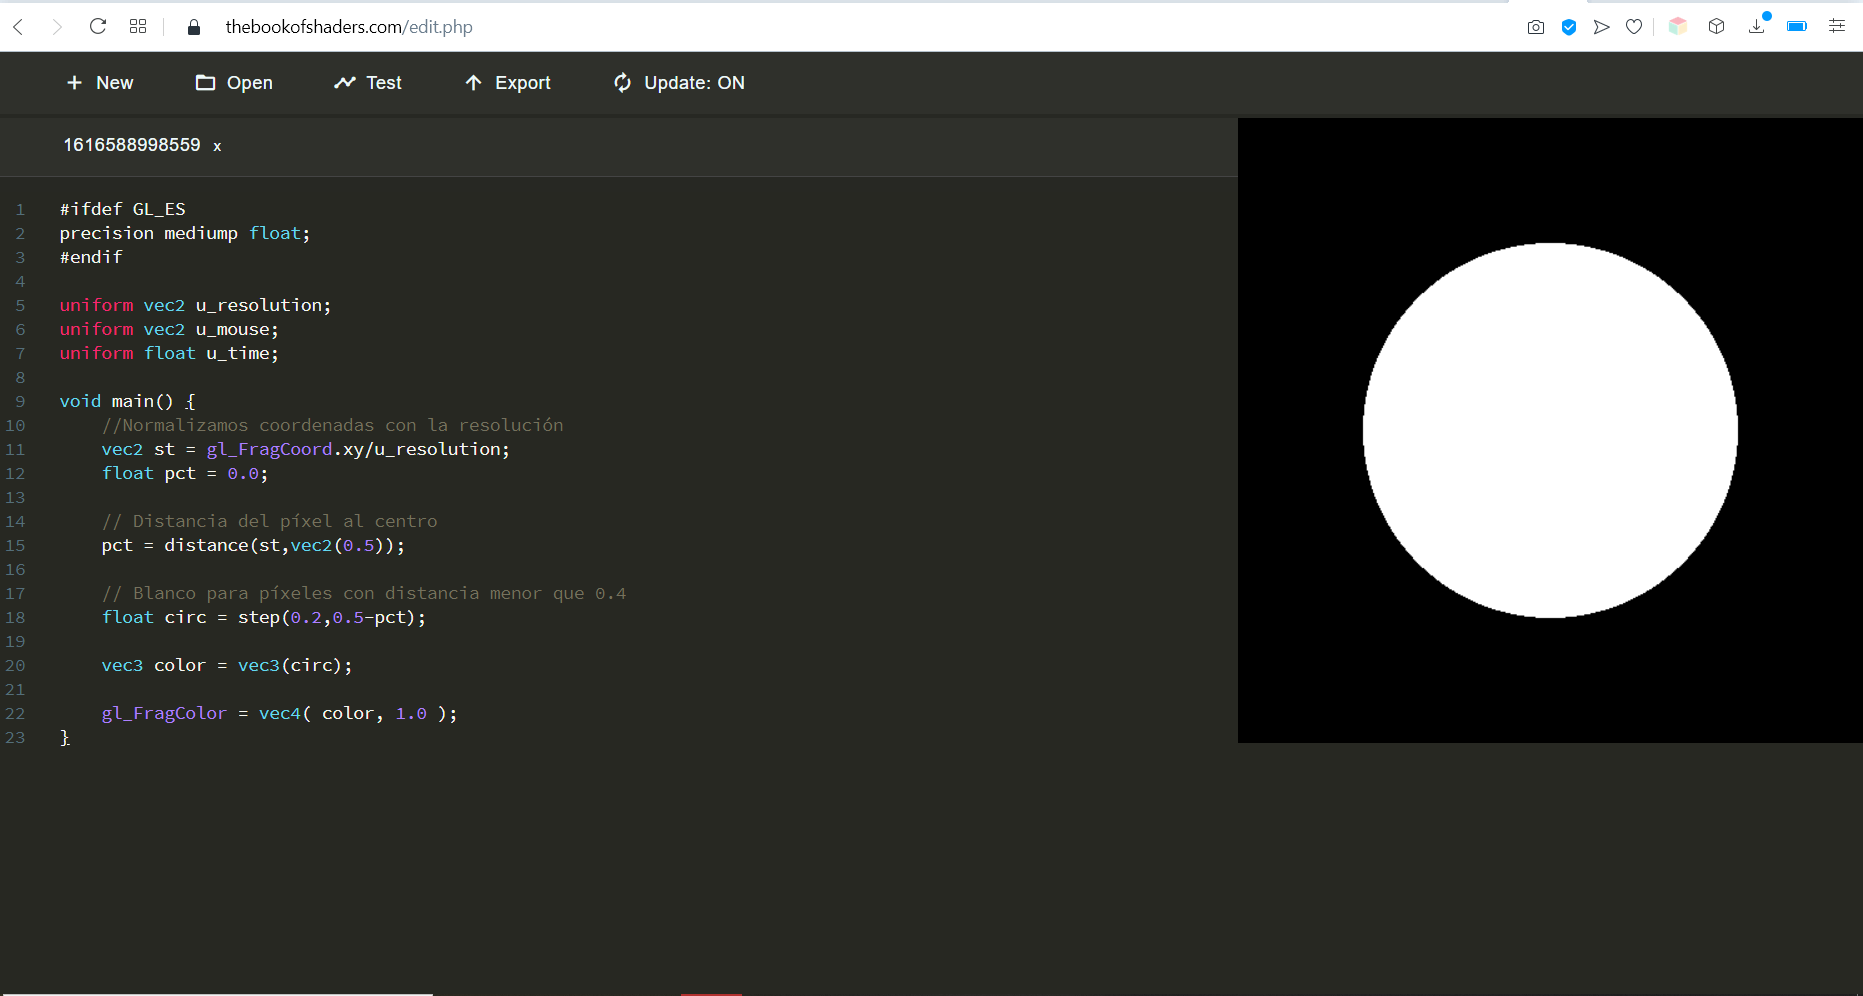 thebookofshaders.com/edit.php
+ New Open Test Export Update: ON
1616588998559 x
1 #ifdef GL_ES
2 precision mediump float;
3 #endif
4
5 uniform vec2 u_resolution;
6 uniform vec2 u_mouse;
7 uniform float u_time;
8
9 void main() {
10 //Normalizamos coordenadas con la resolución
11 vec2 st = gl_FragCoord.xy/u_resolution;
12 float pct = 0.0;
13
14 // Distancia del píxel al centro
15 pct = distance(st,vec2(0.5));
16
17 // Blanco para píxeles con distancia menor que 0.4
18 float circ = step(0.2,0.5-pct);
19
20 vec3 color = vec3(circ);
21
22 gl_FragColor = vec4( color, 1.0 );
23 }